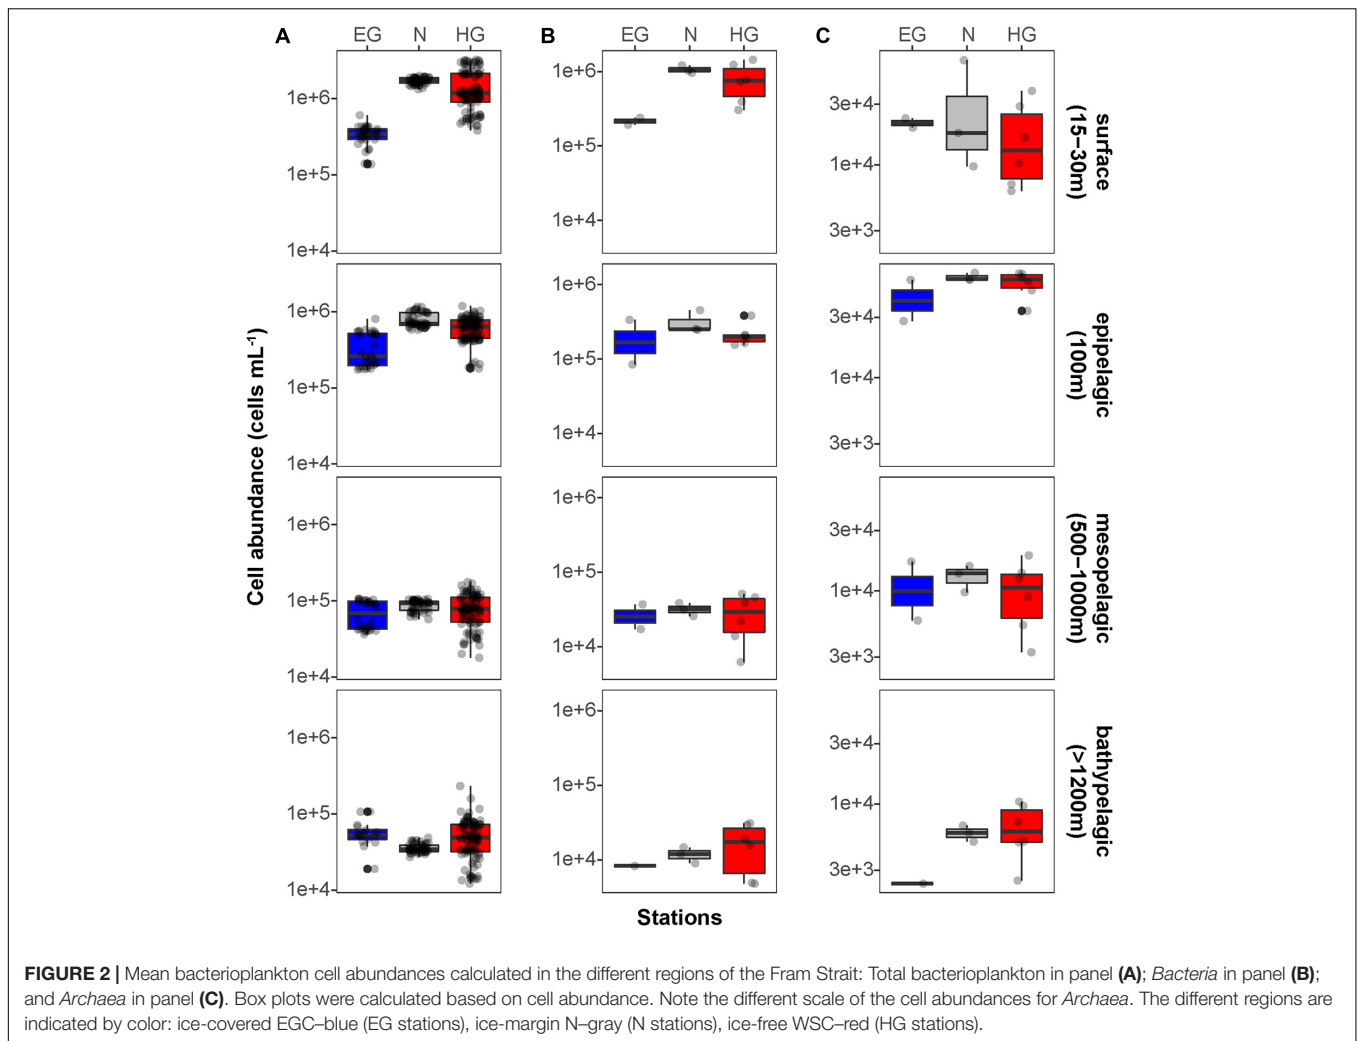 A
EG N HG
B
EG N HG
C
EG N HG
1e+6
1e+5
1e+4
1e+6
1e+5
1e+4
3e+4
1e+4
3e+3
surface
(15–30m)
1e+6
1e+5
1e+4
1e+6
1e+5
1e+4
3e+4
1e+4
3e+3
epipelagic
(100m)
1e+6
1e+5
1e+4
1e+6
1e+5
1e+4
3e+4
1e+4
3e+3
mesopelagic
(500–1000m)
1e+6
1e+5
1e+4
1e+6
1e+5
1e+4
3e+4
1e+4
3e+3
bathypelagic
(>1200m)
Cell abundance (cells mL⁻¹)
Stations
FIGURE 2 | Mean bacterioplankton cell abundances calculated in the different regions of the Fram Strait: Total bacterioplankton in panel (A); Bacteria in panel (B);
and Archaea in panel (C). Box plots were calculated based on cell abundance. Note the different scale of the cell abundances for Archaea. The different regions are
indicated by color: ice-covered EGC–blue (EG stations), ice-margin N–gray (N stations), ice-free WSC–red (HG stations).